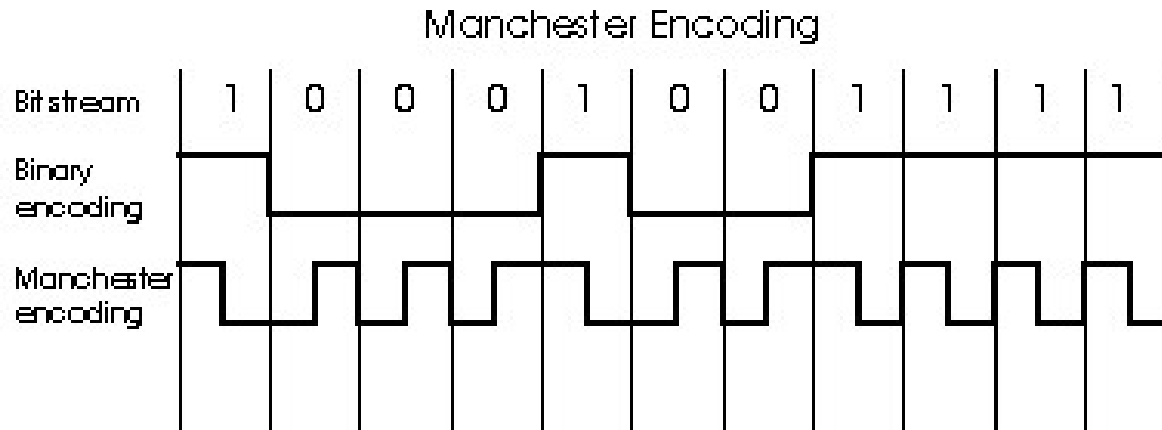 Manchester Encoding
Bitstream 1 0 0 0 1 0 0 1 1 1 1
Binary
encoding
Manchester
encoding